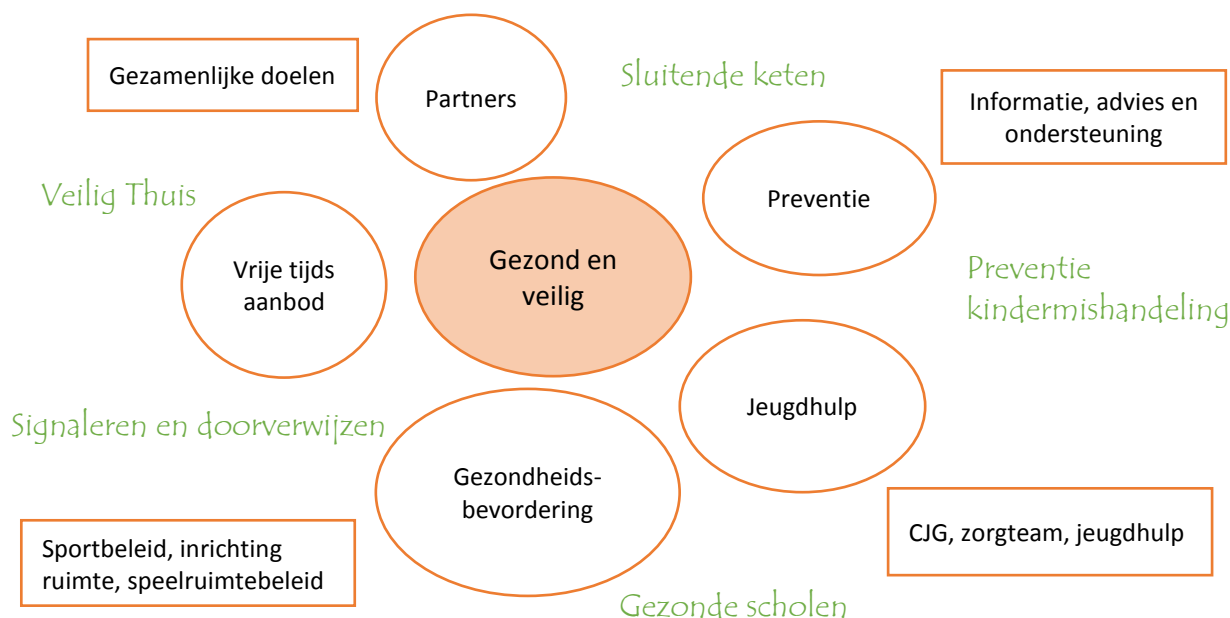 Gezamenlijke doelen
Partners
Sluitende keten
Informatie, advies en
ondersteuning
Veilig Thuis
Preventie
Vrije tijds
aanbod
Gezond en
veilig
Preventie
kindermishandeling
Signaleren en doorverwijzen
Jeugdhulp
Gezondheids-
bevordering
Sportbeleid, inrichting
ruimte, speelruimtebeleid
CJG, zorgteam, jeugdhulp
Gezonde scholen